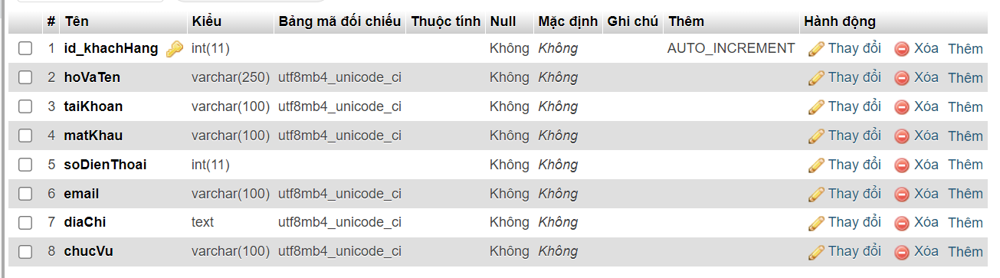 # Tên Kiểu Bảng mã đối chiếu Thuộc tính Null Mặc định Ghi chú Thêm Hành động
1 id_khachHang int(11) Không Không AUTO_INCREMENT Thay đổi Xóa Thêm
2 hoVaTen varchar(250) utf8mb4_unicode_ci Không Không Thay đổi Xóa Thêm
3 taiKhoan varchar(100) utf8mb4_unicode_ci Không Không Thay đổi Xóa Thêm
4 matKhau varchar(100) utf8mb4_unicode_ci Không Không Thay đổi Xóa Thêm
5 soDienThoai int(11) Không Không Thay đổi Xóa Thêm
6 email varchar(100) utf8mb4_unicode_ci Không Không Thay đổi Xóa Thêm
7 diaChi text utf8mb4_unicode_ci Không Không Thay đổi Xóa Thêm
8 chucVu varchar(100) utf8mb4_unicode_ci Không Không Thay đổi Xóa Thêm